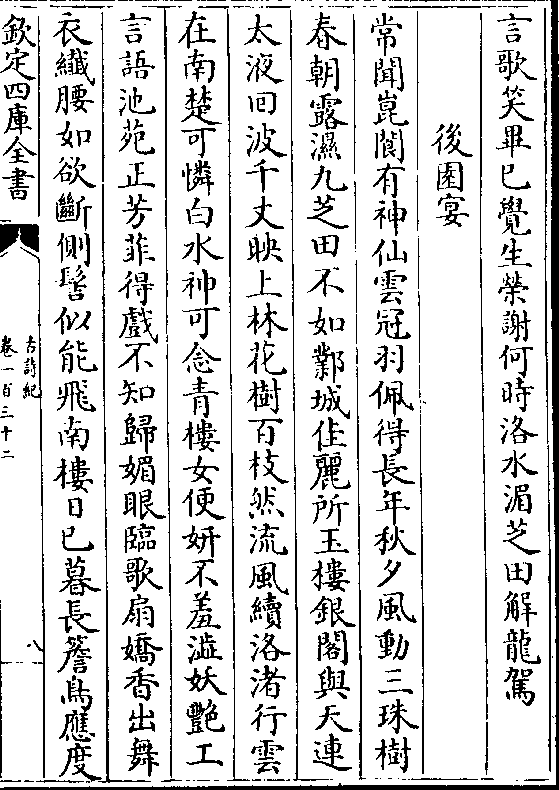 言歌笑畢已覺生榮謝何時洛水湄芝田解龍駕
後園宴
常聞崑閬有神仙雲冠羽佩得長年秋夕風動三珠樹
春朝露濕九芝田不如鄴城佳麗所玉樓銀閣與天連
太液回波千丈映上林花樹百枝然流風續洛渚行雲
在南楚可憐白水神可念青樓女便妍不羞澁妖艷工
言語池苑正芳菲得戲不知歸媚眼臨歌扇嬌香出舞
衣纖腰如欲斷側髻似能飛南樓日已暮長簷鳥應度
欽定四庫全書
古詩紀
卷一百三十二
八